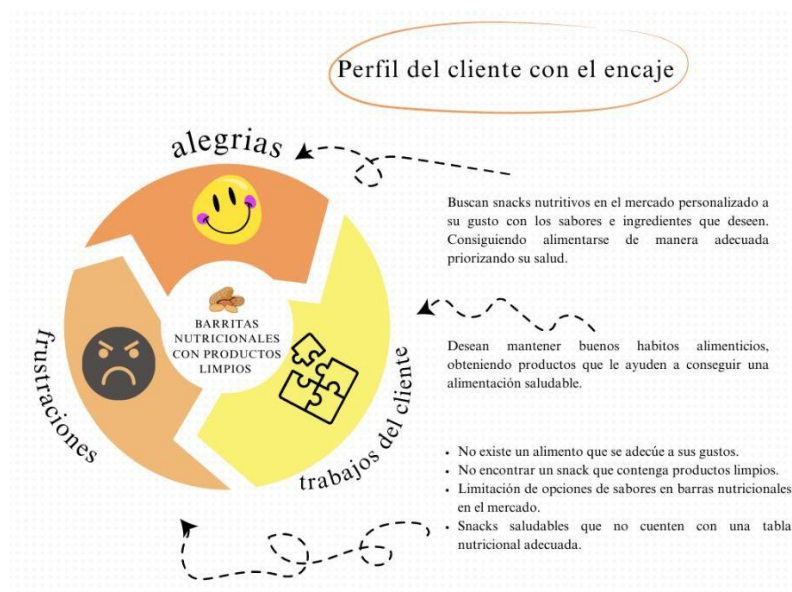 Perfil del cliente con el encaje
alegrias
Buscan snacks nutritivos en el mercado personalizado a
su gusto con los sabores e ingredientes que deseen.
Consiguiendo alimentarse de manera adecuada
priorizando su salud.
BARRITAS
NUTRICIONALES
CON PRODUCTOS
LIMPIOS
frustraciones
trabajos del cliente
Desean mantener buenos habitos alimenticios,
obteniendo productos que le ayuden a conseguir una
alimentación saludable.
• No existe un alimento que se adecúe a sus gustos.
• No encontrar un snack que contenga productos limpios.
• Limitación de opciones de sabores en barras nutricionales
en el mercado.
• Snacks saludables que no cuenten con una tabla
nutricional adecuada.